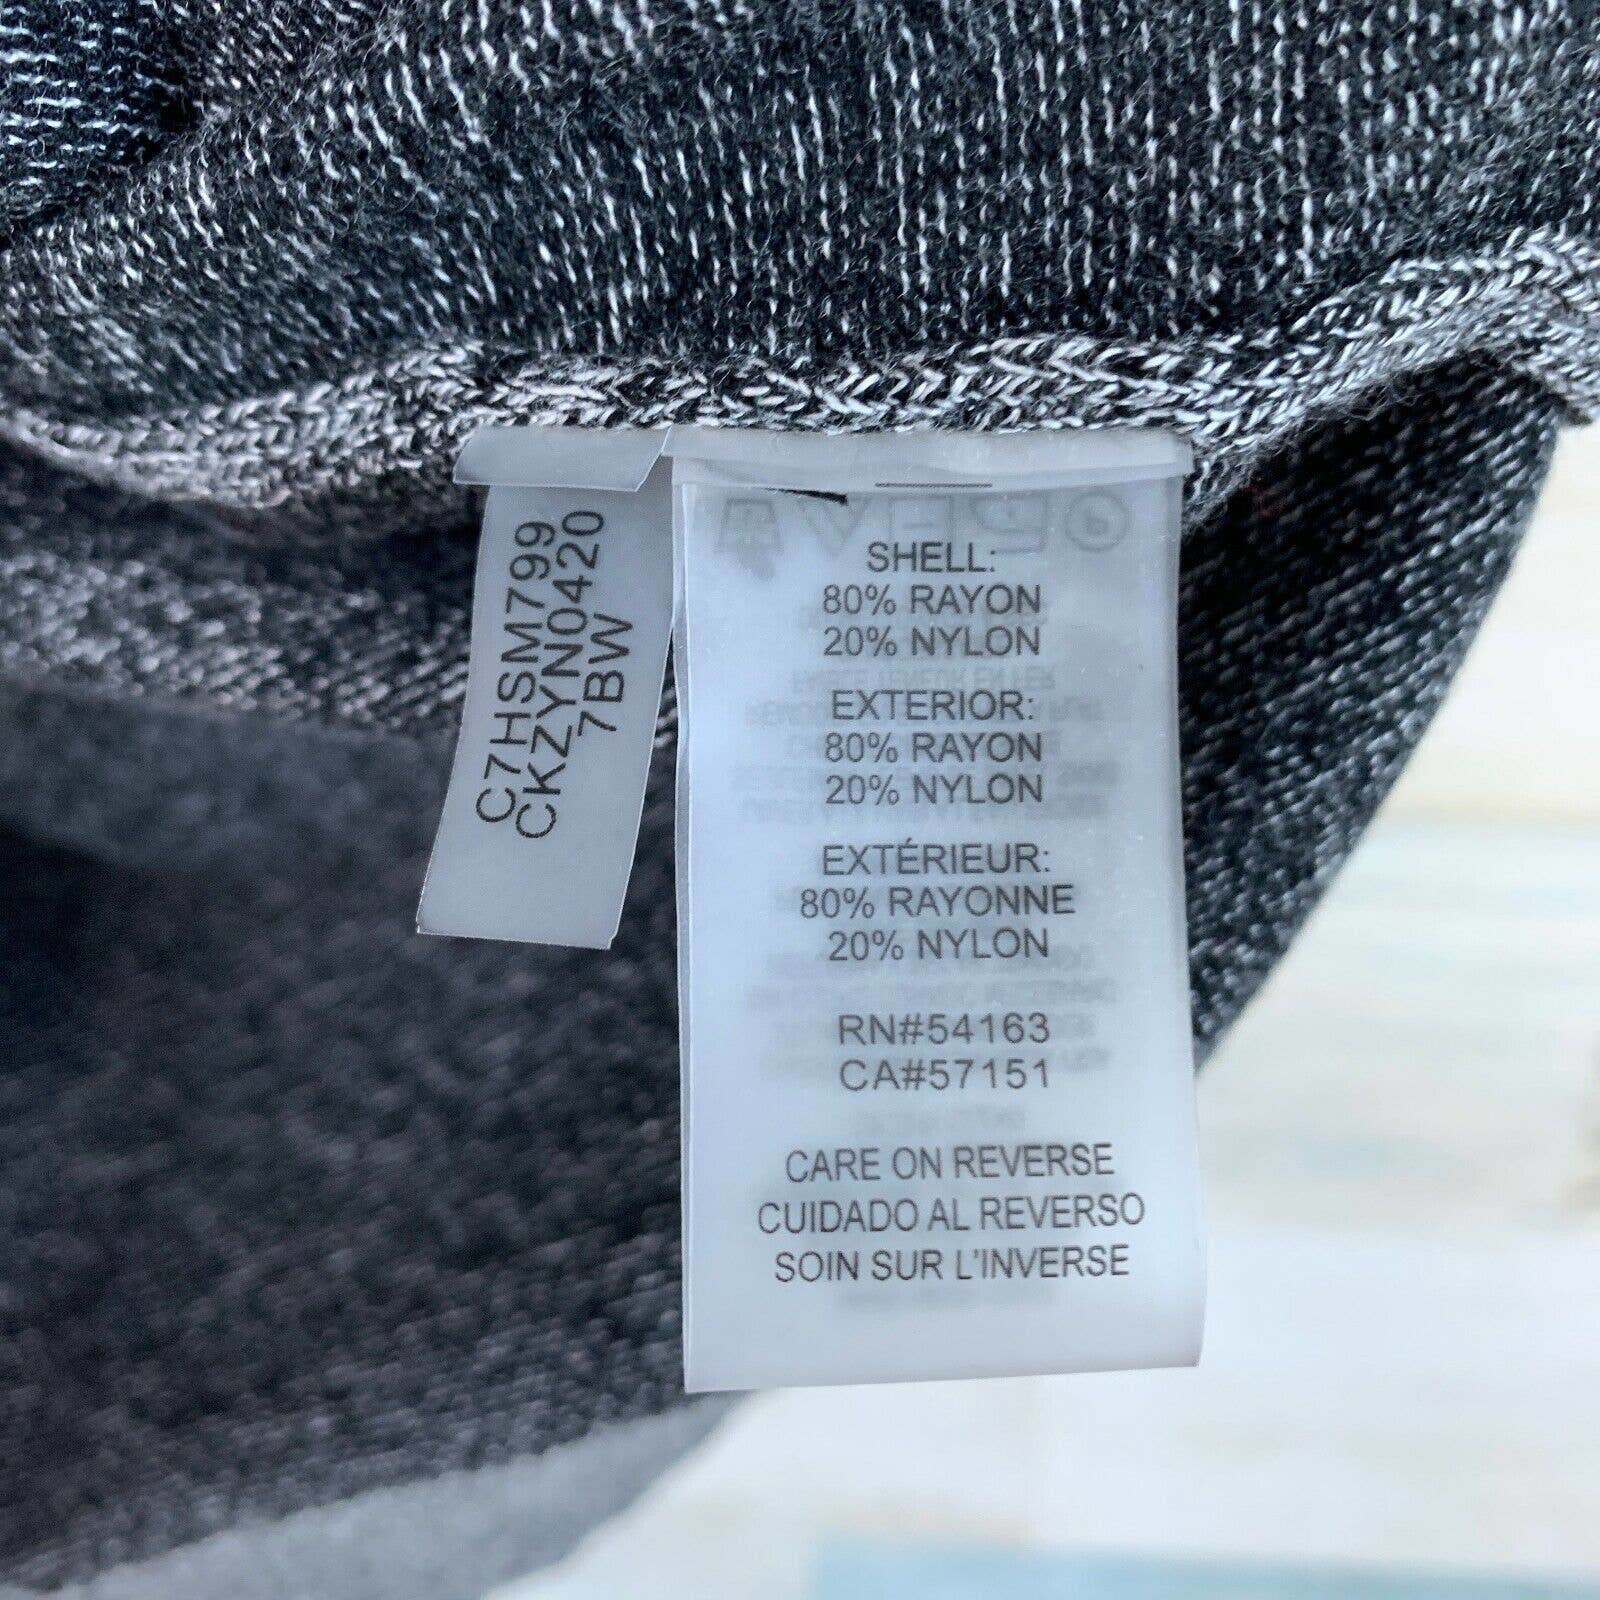 C7HSM799
CKZYN0420
7BW
SHELL:
80% RAYON
20% NYLON
EXTERIOR:
80% RAYON
20% NYLON
EXTÉRIEUR:
80% RAYONNE
20% NYLON
RN#54163
CA#57151
CARE ON REVERSE
CUIDADO AL REVERSO
SOIN SUR L'INVERSE